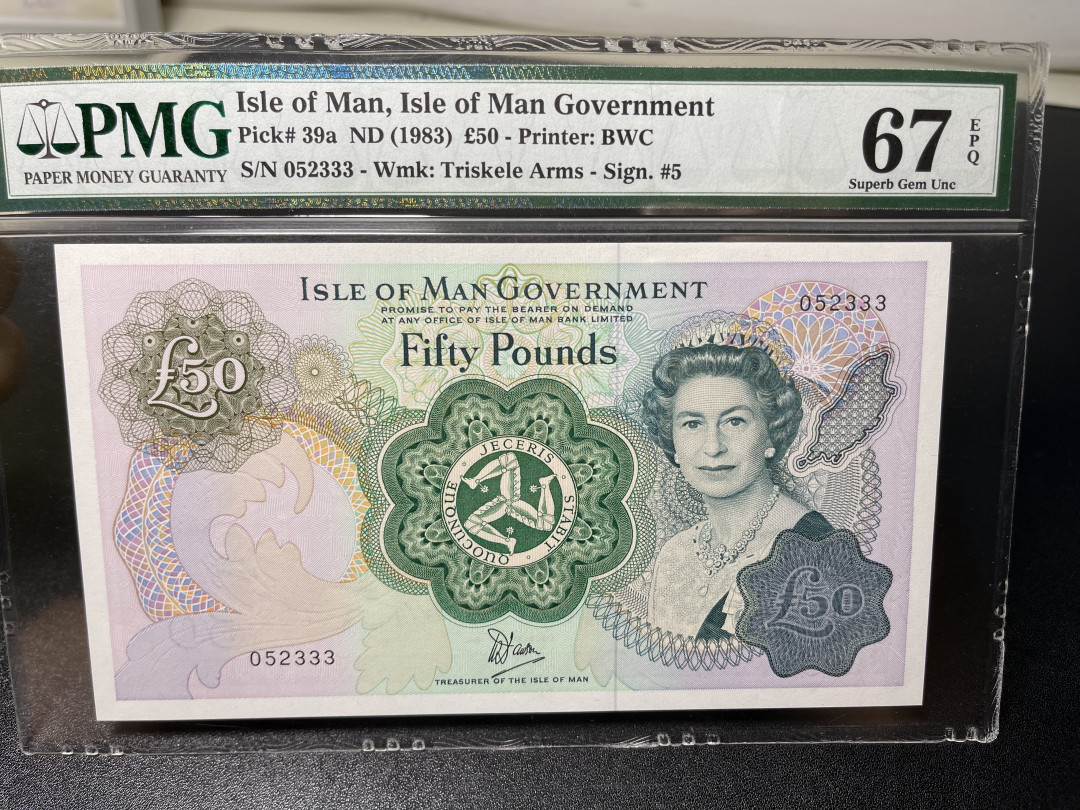 PMG
PAPER MONEY GUARANTY
Isle of Man, Isle of Man Government
Pick# 39a ND (1983) £50 - Printer: BWC
S/N 052333 - Wmk: Triskele Arms - Sign. #5
67
EPQ
Superb Gem Unc
ISLE OF MAN GOVERNMENT
PROMISE TO PAY THE BEARER ON DEMAND
AT ANY OFFICE OF ISLE OF MAN BANK LIMITED
Fifty Pounds
052333
£50
QUOCUNQUE · JECERIS · STABIT
£50
052333
TREASURER OF THE ISLE OF MAN